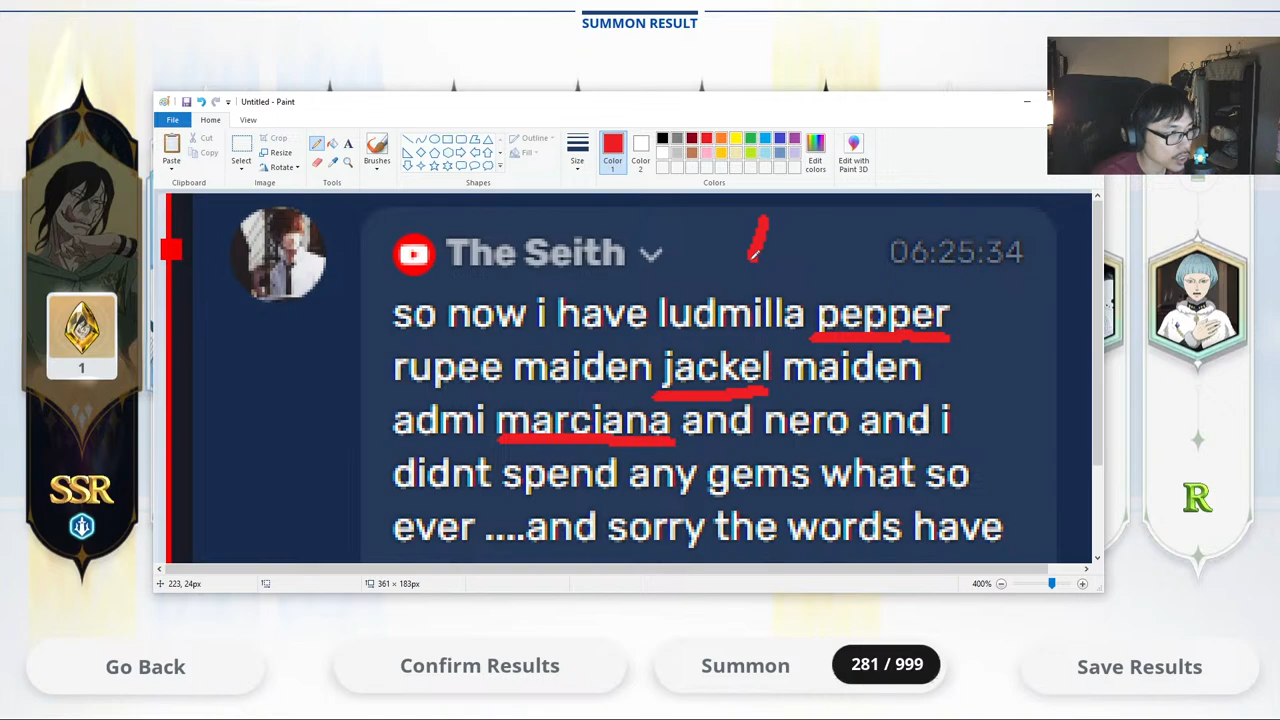 SUMMON RESULT
Untitled - Paint
File
Home
View
Paste
Cut
Copy
Clipboard
Select
Crop
Resize
Rotate
Image
Tools
Brushes
Shapes
Outline
Fill
Size
Color
1
Color
2
Edit
colors
Colors
Edit with
Paint 3D
The Seith
06:25:34
so now i have ludmilla pepper
rupee maiden jackel maiden
admi marciana and nero and i
didnt spend any gems what so
ever ....and sorry the words have
223, 24px
361 × 183px
400%
1
SSR
R
Go Back
Confirm Results
Summon
281 / 999
Save Results